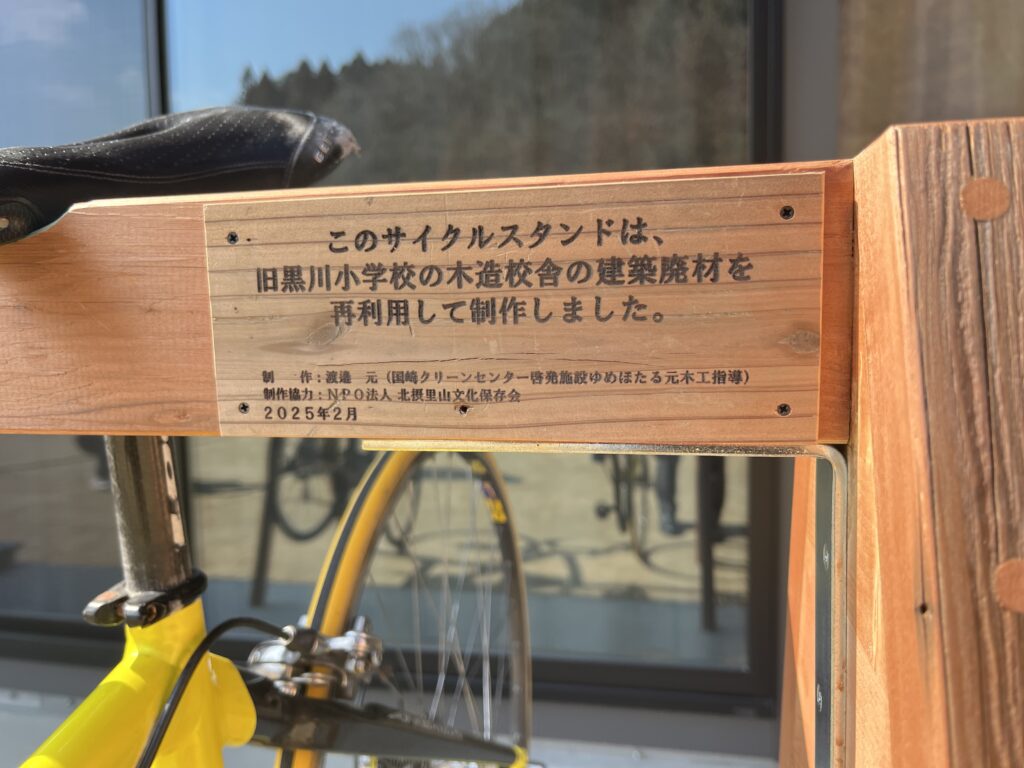 このサイクルスタンドは、
旧黒川小学校の木造校舎の建築廃材を
再利用して制作しました。
制　　作：渡邉　元（国崎クリーンセンター啓発施設ゆめほたる元木工指導）
制作協力：ＮＰＯ法人 北摂里山文化保存会
２０２５年２月